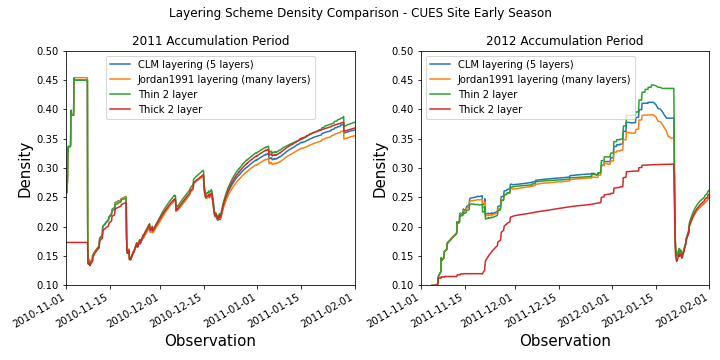 Layering Scheme Density Comparison - CUES Site Early Season
2011 Accumulation Period
0.50
0.45
0.40
0.35
0.30
0.25
0.20
0.15
0.10
Density
CLM layering (5 layers)
Jordan1991 layering (many layers)
Thin 2 layer
Thick 2 layer
2010-11-01
2010-11-15
2010-12-01
2010-12-15
2011-01-01
2011-01-15
2011-02-01
Observation
2012 Accumulation Period
0.50
0.45
0.40
0.35
0.30
0.25
0.20
0.15
0.10
Density
CLM layering (5 layers)
Jordan1991 layering (many layers)
Thin 2 layer
Thick 2 layer
2011-11-01
2011-11-15
2011-12-01
2011-12-15
2012-01-01
2012-01-15
2012-02-01
Observation